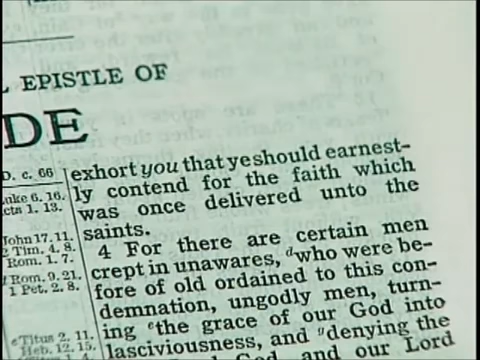 EPISTLE OF
DE
D. c. 66
Luke 6. 16.
Acts 1. 13.
John 17. 11.
2 Tim. 4. 8.
Rom. 1. 7.
Rom. 9. 21.
1 Pet. 2. 8.
e Titus 2. 11.
Heb. 12. 15.
exhort you that ye should earnest-
ly contend for the faith which
was once delivered unto the
saints.
4 For there are certain men
crept in unawares, d who were be-
fore of old ordained to this con-
demnation, ungodly men, turn-
ing e the grace of our God into
lasciviousness, and g denying the
God, and our Lord